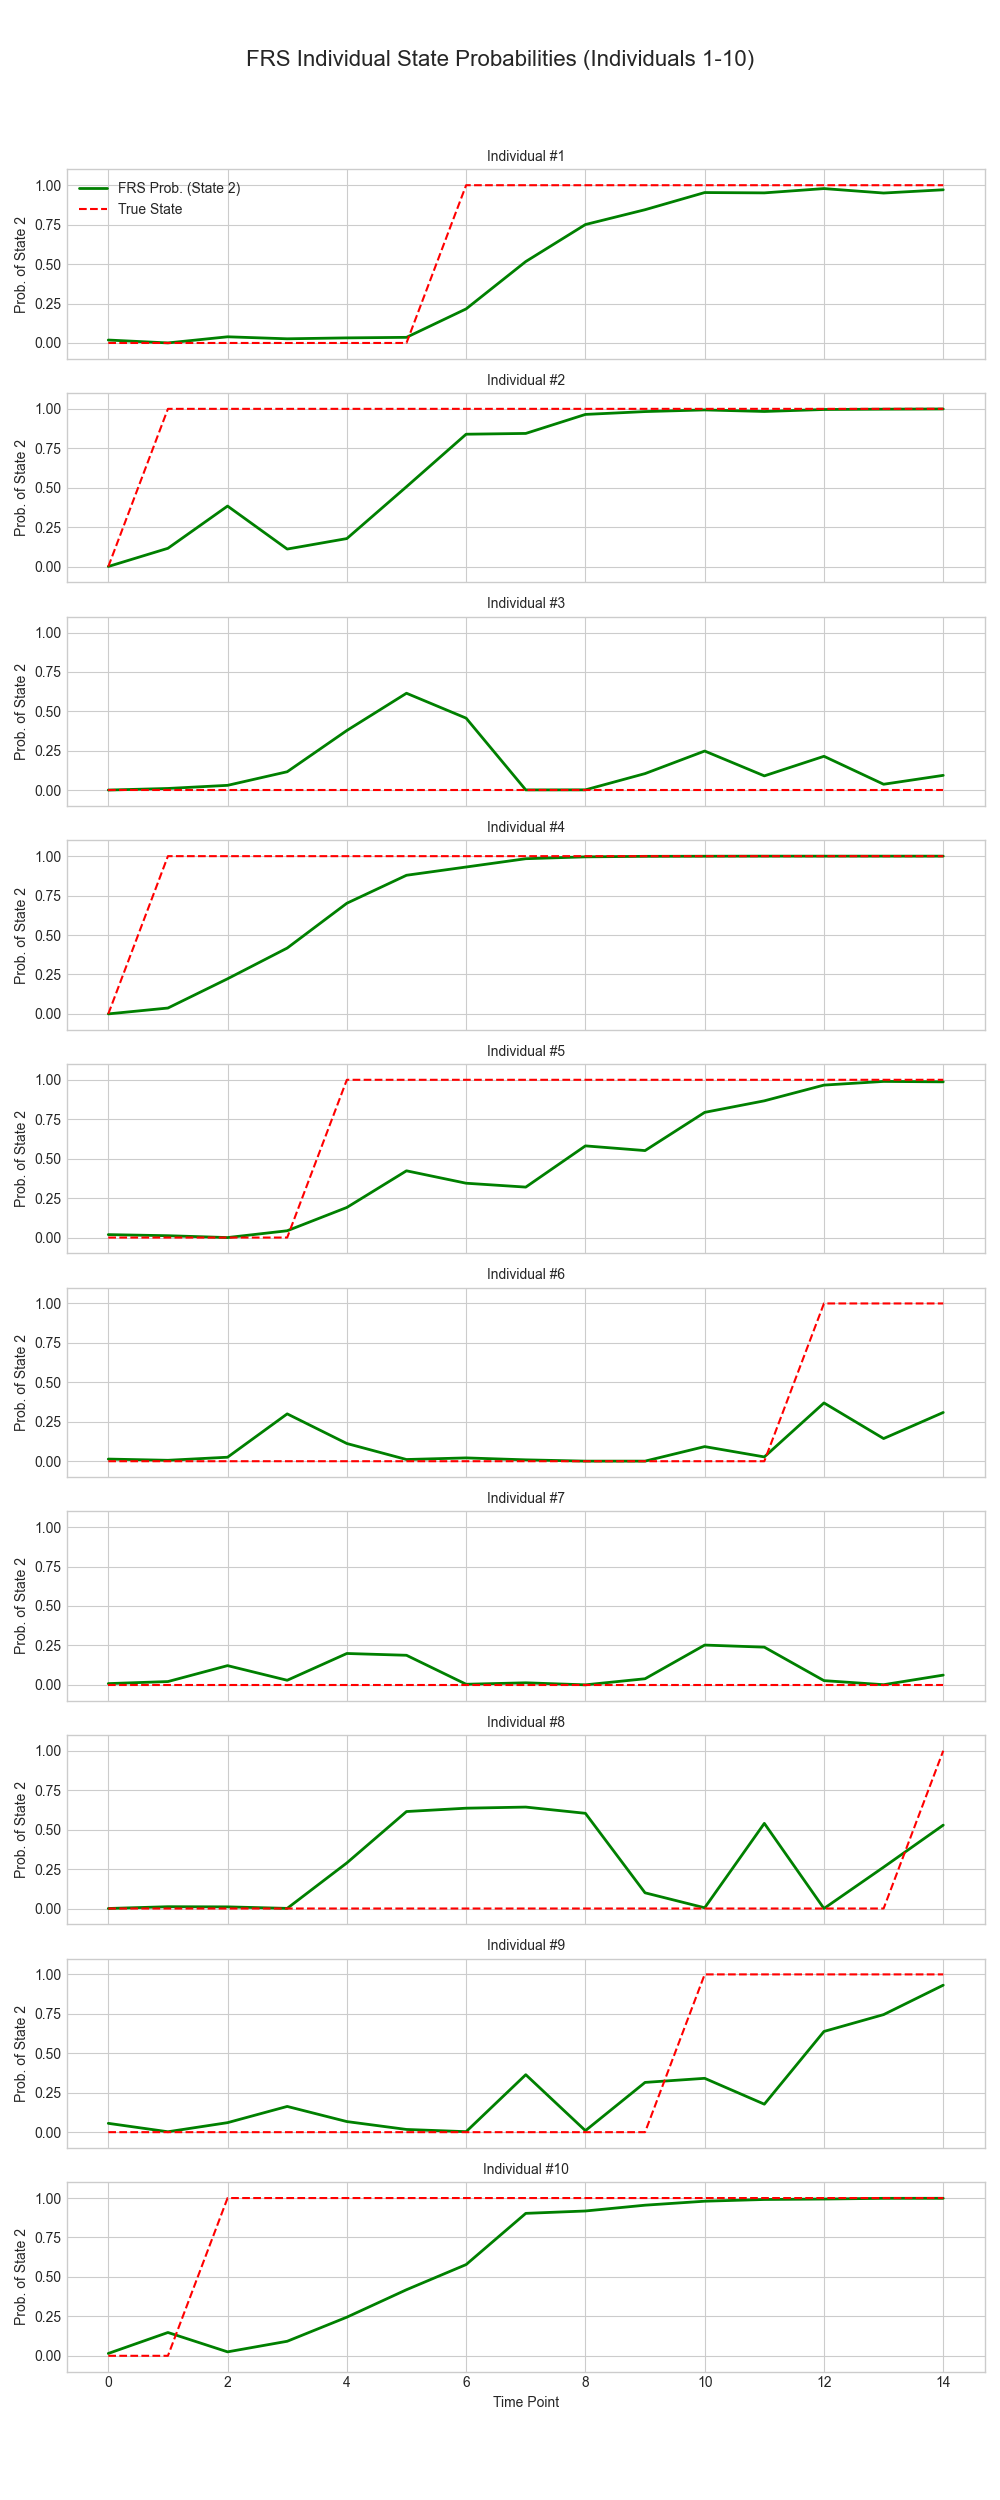 FRS Individual State Probabilities (Individuals 1-10)
Individual #1
FRS Prob. (State 2)
True State
Prob. of State 2
1.00
0.75
0.50
0.25
0.00
Individual #2
Prob. of State 2
1.00
0.75
0.50
0.25
0.00
Individual #3
Prob. of State 2
1.00
0.75
0.50
0.25
0.00
Individual #4
Prob. of State 2
1.00
0.75
0.50
0.25
0.00
Individual #5
Prob. of State 2
1.00
0.75
0.50
0.25
0.00
Individual #6
Prob. of State 2
1.00
0.75
0.50
0.25
0.00
Individual #7
Prob. of State 2
1.00
0.75
0.50
0.25
0.00
Individual #8
Prob. of State 2
1.00
0.75
0.50
0.25
0.00
Individual #9
Prob. of State 2
1.00
0.75
0.50
0.25
0.00
Individual #10
Prob. of State 2
1.00
0.75
0.50
0.25
0.00
0 2 4 6 8 10 12 14
Time Point